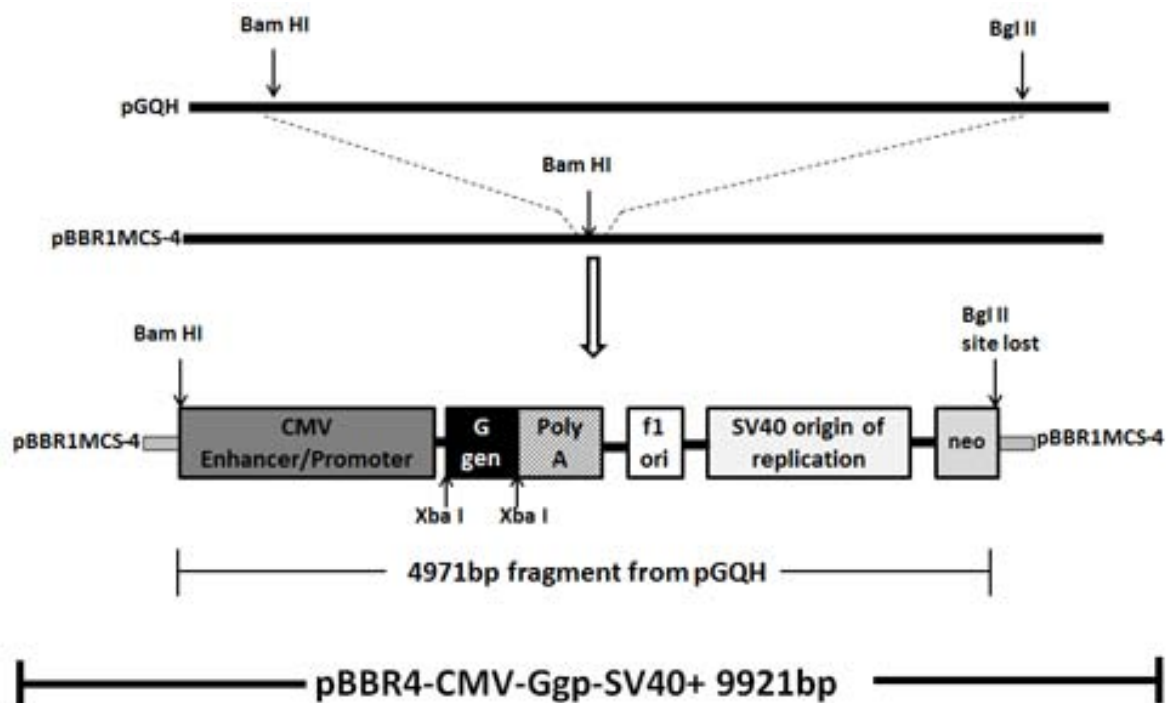 Bam HI
Bgl II
pGQH
Bam HI
pBBR1MCS-4
Bam HI
Bgl II
site lost
pBBR1MCS-4
CMV
Enhancer/Promoter
G
gen
Poly
A
f1
ori
SV40 origin of
replication
neo
pBBR1MCS-4
Xba I
Xba I
4971bp fragment from pGQH
pBBR4-CMV-Ggp-SV40+ 9921bp